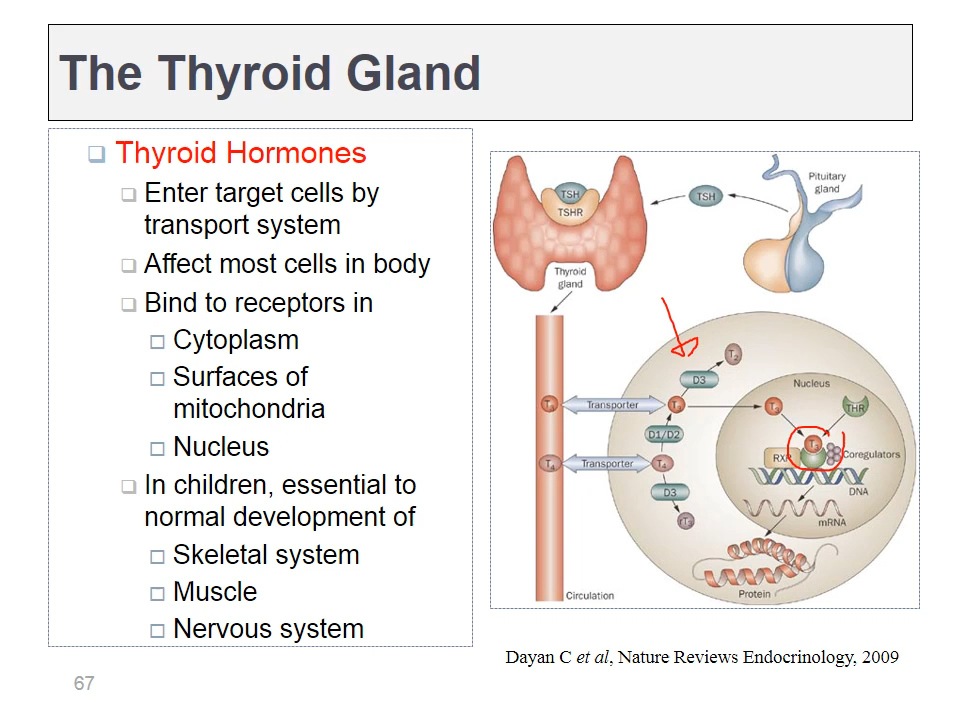 The Thyroid Gland
Thyroid Hormones
Enter target cells by
transport system
Affect most cells in body
Bind to receptors in
Cytoplasm
Surfaces of
mitochondria
Nucleus
In children, essential to
normal development of
Skeletal system
Muscle
Nervous system
TSH
TSHR
TSH
Pituitary
gland
Thyroid
gland
T₂
D3
Nucleus
T₃
Transporter
T₃
T₃
THR
D1/D2
T₃
RXR
Coregulators
T₄
Transporter
T₄
D3
DNA
rT₃
mRNA
Protein
Circulation
Dayan C et al, Nature Reviews Endocrinology, 2009
67